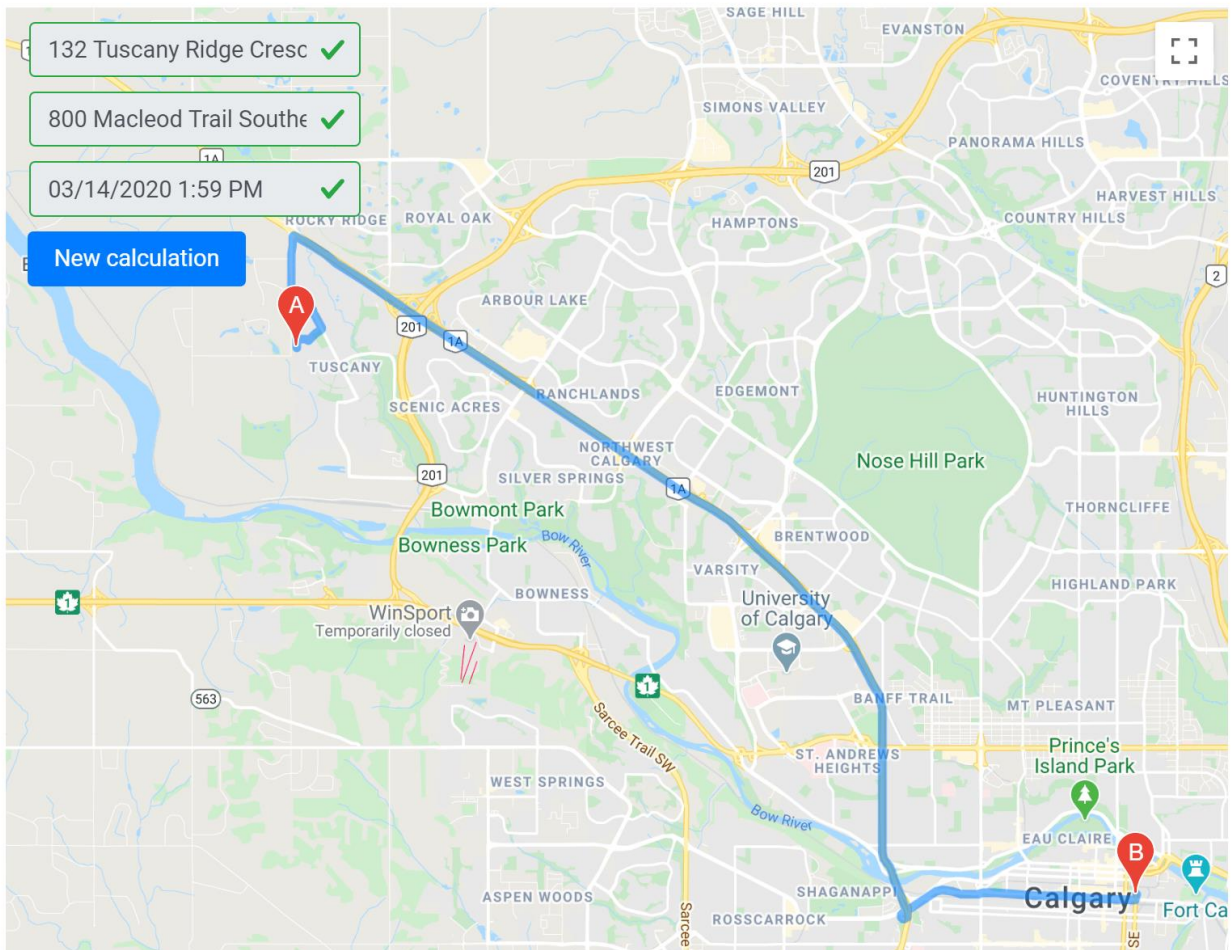 SAGE HILL
EVANSTON
132 Tuscany Ridge Cresc
COVENTRY HILLS
800 Macleod Trail Southe
SIMONS VALLEY
PANORAMA HILLS
1A
201
03/14/2020 1:59 PM
HARVEST HILLS
ROCKY RIDGE
ROYAL OAK
HAMPTONS
COUNTRY HILLS
New calculation
2
A
ARBOUR LAKE
201
1A
TUSCANY
RANCHLANDS
EDGEMONT
SCENIC ACRES
HUNTINGTON
HILLS
NORTHWEST
CALGARY
Nose Hill Park
201
SILVER SPRINGS
1A
Bowmont Park
THORNCLIFFE
Bow River
BRENTWOOD
Bowness Park
VARSITY
HIGHLAND PARK
BOWNESS
1
WinSport
Temporarily closed
University
of Calgary
1
563
BANFF TRAIL
MT PLEASANT
Sarcee Trail SW
Prince's
Island Park
ST. ANDREWS
HEIGHTS
WEST SPRINGS
Bow River
EAU CLAIRE
B
SHAGANAPPI
ASPEN WOODS
Calgary
Fort Ca
ROSSCARROCK
Sarcee
SE